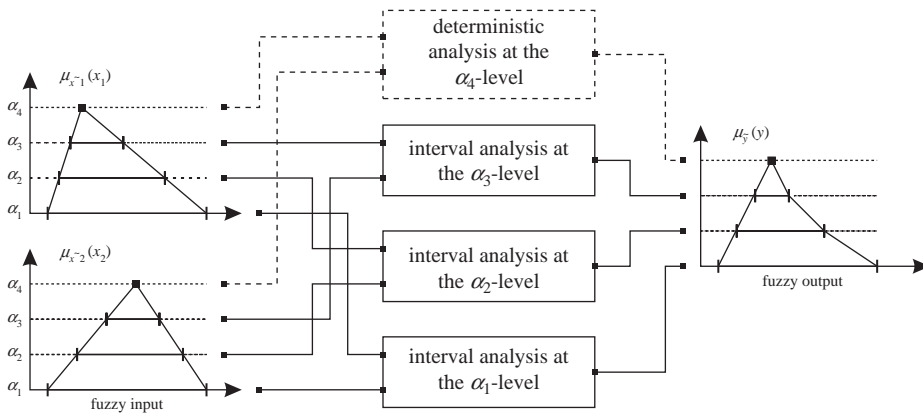 deterministic
analysis at the
α₄-level
μx̃₁(x₁)
α₄
α₃
α₂
α₁
interval analysis at
the α₃-level
μỹ(y)
μx̃₂(x₂)
α₄
α₃
α₂
α₁
fuzzy input
interval analysis at
the α₂-level
fuzzy output
interval analysis at
the α₁-level